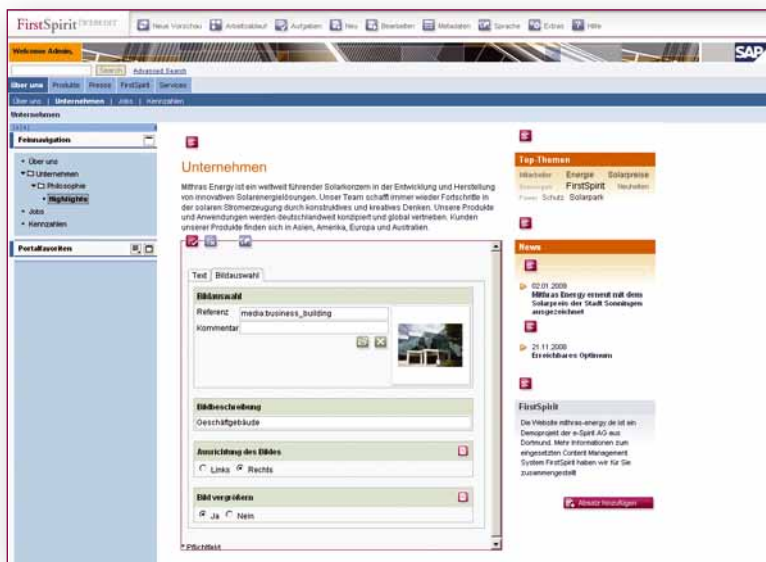 FirstSpirit
Neue Vorschau Arbeitsablauf Aufgaben Neu Bearbeiten Metadaten Sprache Extras Hilfe
Welcome Admin,
SAP
Search Advanced Search
Über uns Produkte Presse FirstSpirit Services
Über uns | Unternehmen | Jobs | Kennzahlen
Unternehmen
Feinnavigation
Über uns
Unternehmen
Philosophie
Highlights
Jobs
Kennzahlen
Portalfavoriten
Unternehmen
Mithras Energy ist ein weltweit führender Solarkonzern in der Entwicklung und Herstellung
von innovativen Solarenergielösungen. Unser Team schafft immer wieder Fortschritte in
der solaren Stromerzeugung durch konstruktives und kreatives Denken. Unsere Produkte
und Anwendungen werden deutschlandweit konzipiert und global vertrieben. Kunden
unserer Produkte finden sich in Asien, Amerika, Europa und Australien.
Text Bildauswahl
Bildauswahl
Referenz media:business_building
Kommentar
Bildbeschreibung
Geschäftgebäude
Ausrichtung des Bildes
Links Rechts
Bild vergrößern
Ja Nein
* Pflichtfeld
Top-Themen
Mitarbeiter Energie Solarpreise
FirstSpirit Neuheiten
Schutz Solarpark
News
02.01.2009
Mithras Energy erneut mit dem
Solarpreis der Stadt Sonningen
ausgezeichnet
21.11.2008
Erreichbares Optimum
FirstSpirit
Die Website mithras-energy.de ist ein
Demoprojekt der e-Spirit AG aus
Dortmund. Mehr Informationen zum
eingesetzten Content Management
System FirstSpirit haben wir für Sie
zusammengestellt
Absatz hinzufügen